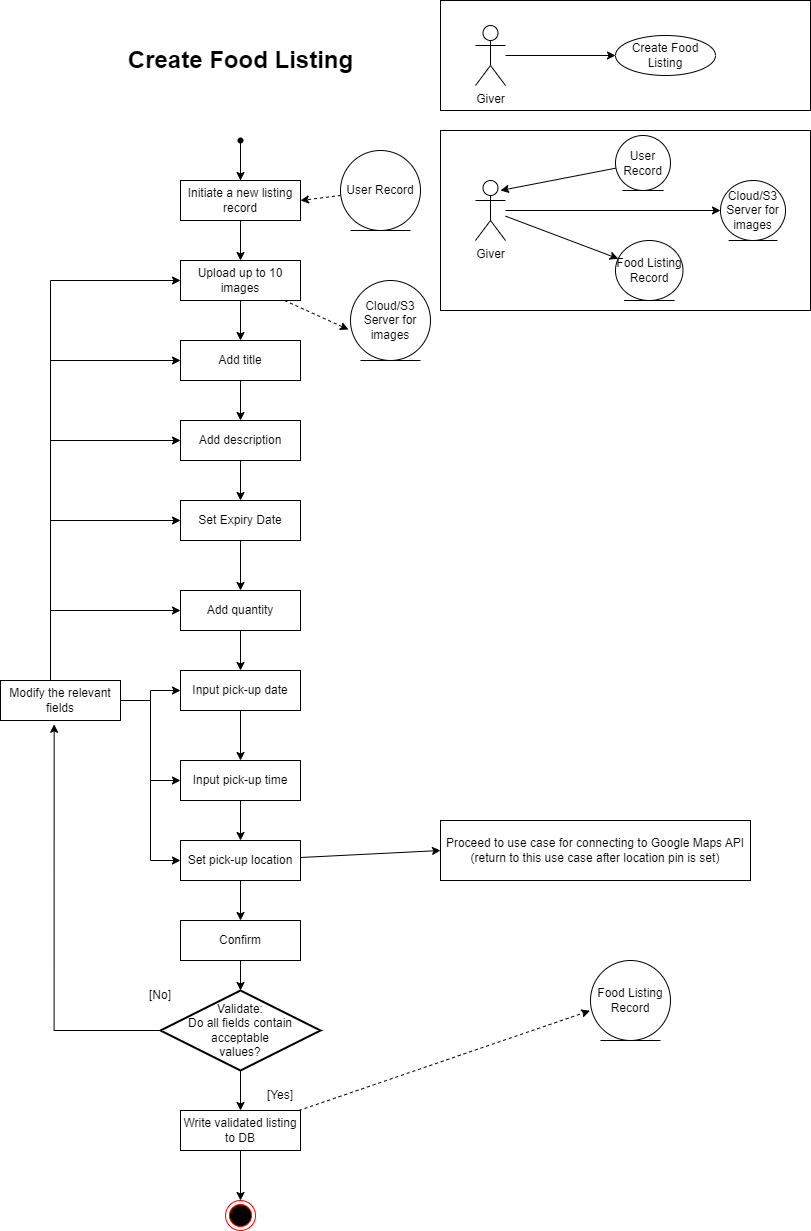 Create Food Listing
Giver
Create Food
Listing
User
Record
Cloud/S3
Server for
images
Giver
Food Listing
Record
Initiate a new listing
record
User Record
Upload up to 10
images
Cloud/S3
Server for
images
Add title
Add description
Set Expiry Date
Add quantity
Modify the relevant
fields
Input pick-up date
Input pick-up time
Set pick-up location
Proceed to use case for connecting to Google Maps API
(return to this use case after location pin is set)
Confirm
[No]
Validate:
Do all fields contain
acceptable
values?
Food Listing
Record
[Yes]
Write validated listing
to DB